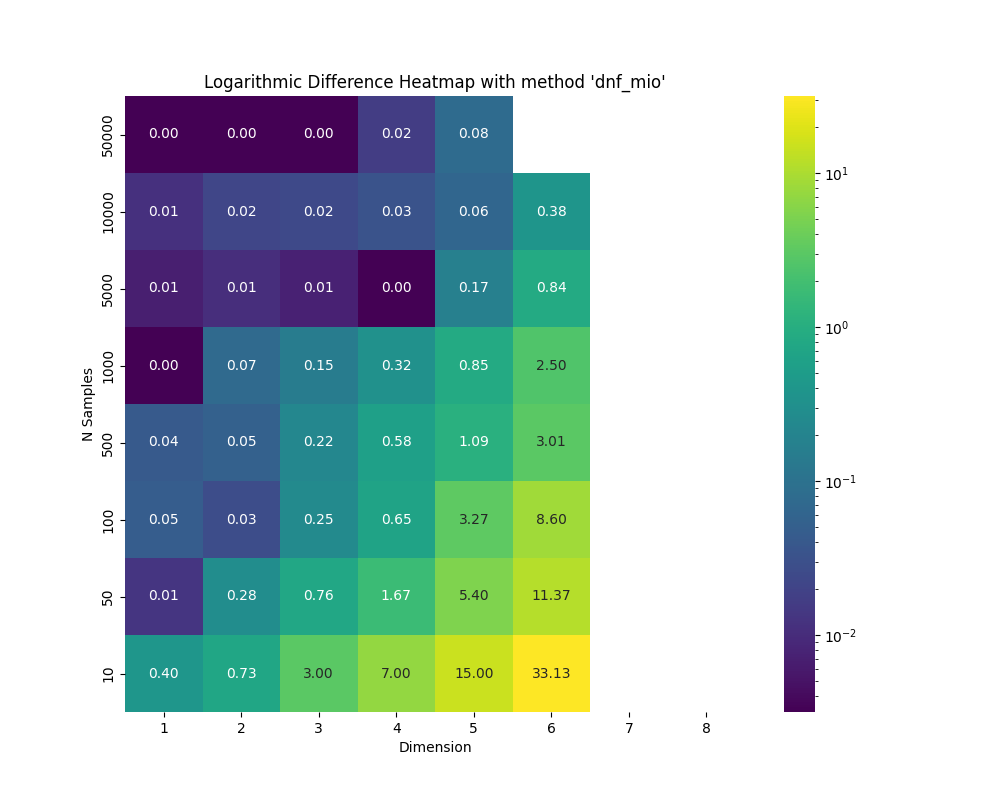 Logarithmic Difference Heatmap with method 'dnf_mio'
N Samples
50000 0.00 0.00 0.00 0.02 0.08
10000 0.01 0.02 0.02 0.03 0.06 0.38
5000 0.01 0.01 0.01 0.00 0.17 0.84
1000 0.00 0.07 0.15 0.32 0.85 2.50
500 0.04 0.05 0.22 0.58 1.09 3.01
100 0.05 0.03 0.25 0.65 3.27 8.60
50 0.01 0.28 0.76 1.67 5.40 11.37
10 0.40 0.73 3.00 7.00 15.00 33.13
1 2 3 4 5 6 7 8
Dimension
10¹
10⁰
10⁻¹
10⁻²